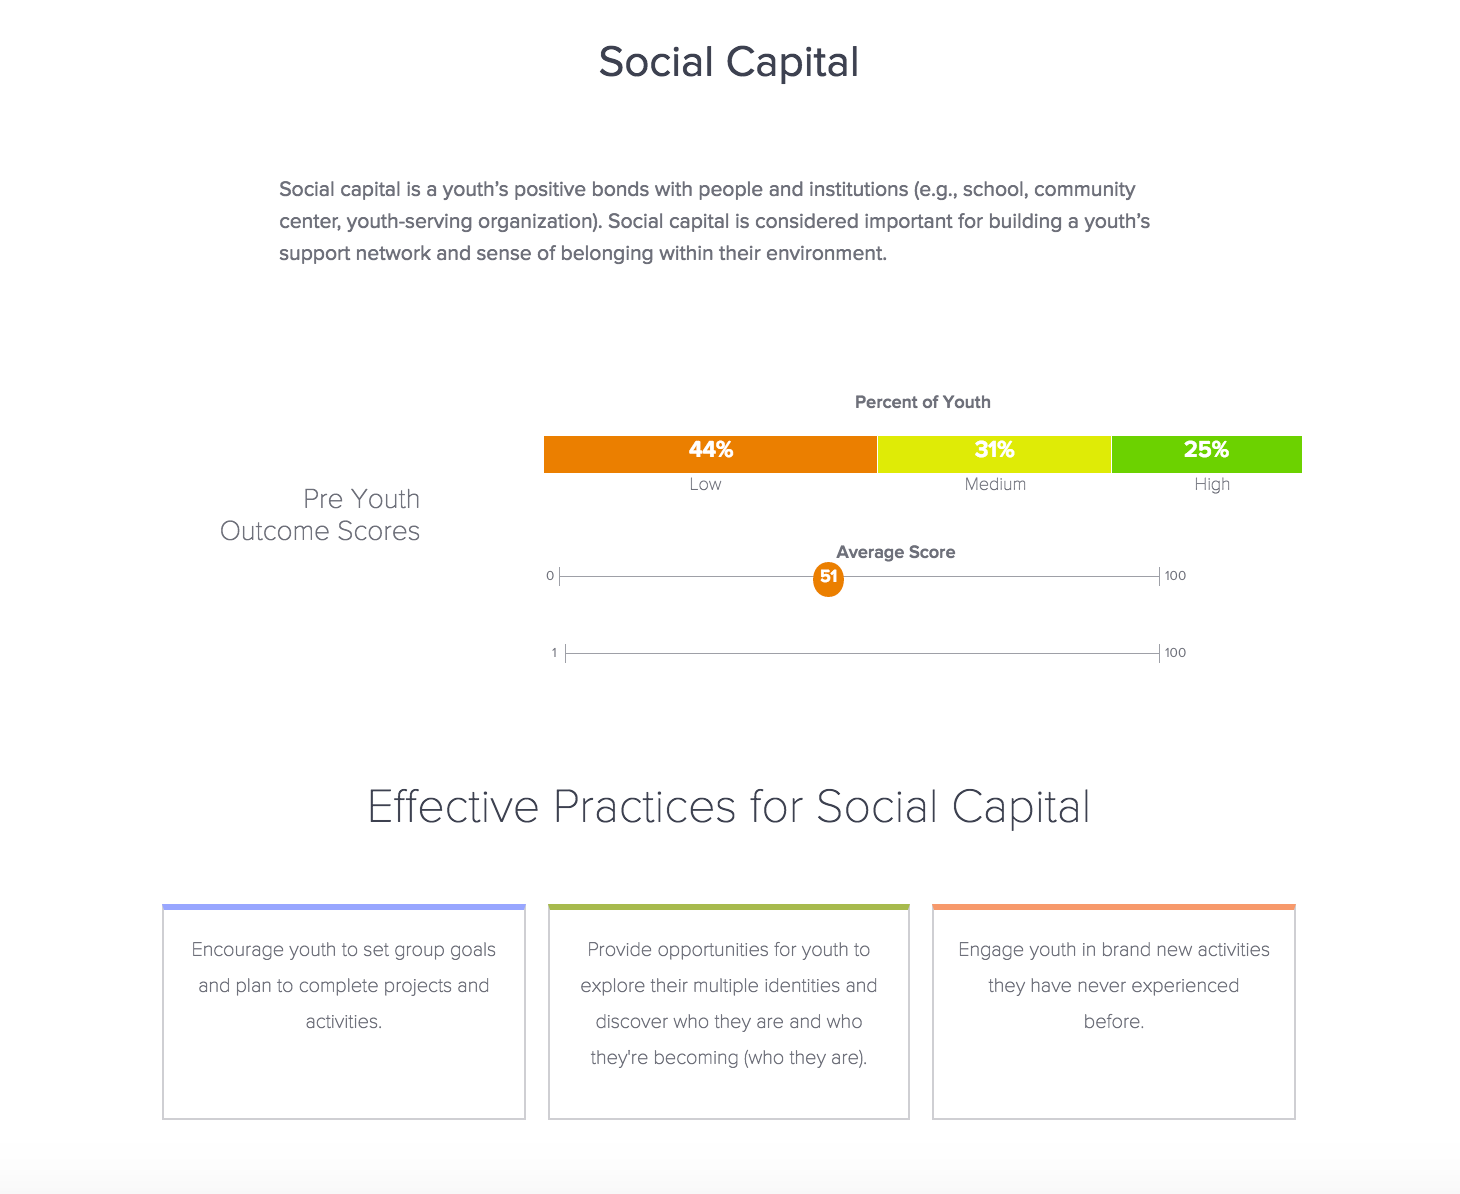 Social Capital
Social capital is a youth’s positive bonds with people and institutions (e.g., school, community
center, youth-serving organization). Social capital is considered important for building a youth’s
support network and sense of belonging within their environment.
Percent of Youth
44%
31%
25%
Low
Medium
High
Pre Youth
Outcome Scores
Average Score
0
51
100
1
100
Effective Practices for Social Capital
Encourage youth to set group goals
and plan to complete projects and
activities.
Provide opportunities for youth to
explore their multiple identities and
discover who they are and who
they're becoming (who they are).
Engage youth in brand new activities
they have never experienced
before.